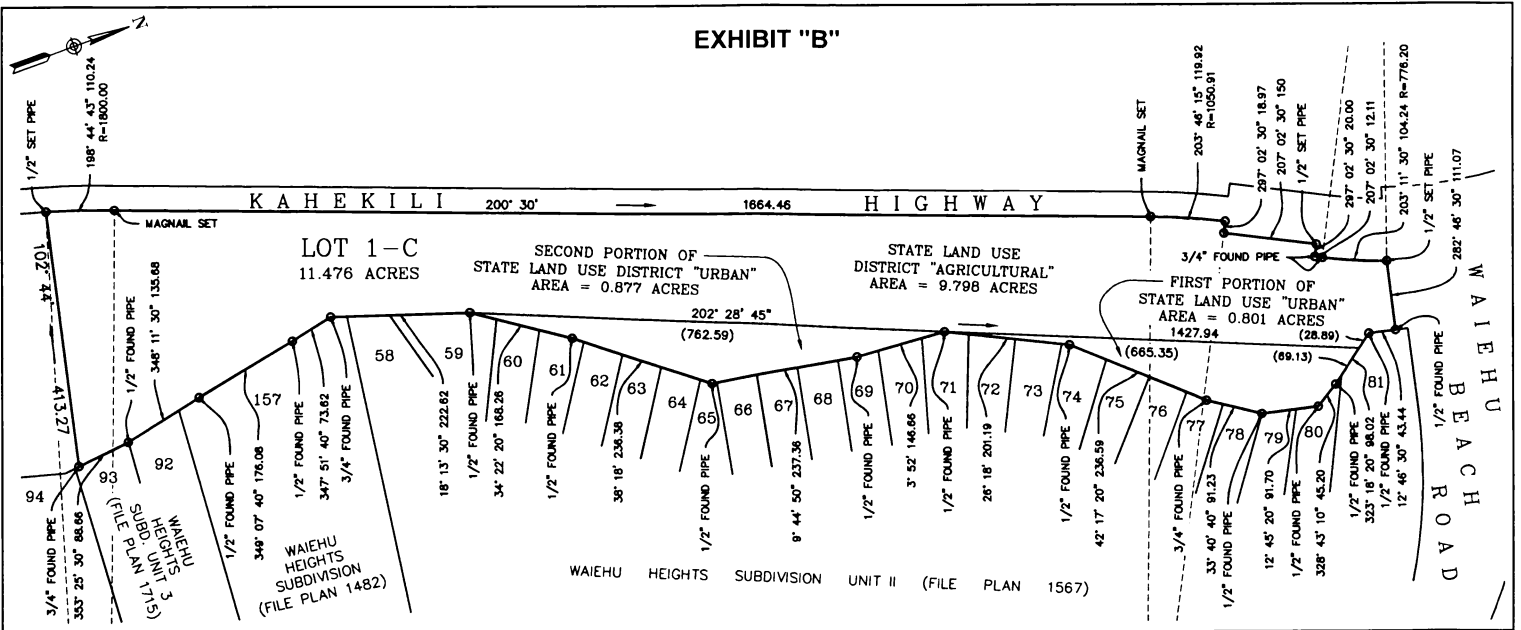 EXHIBIT "B"
N
1/2" SET PIPE
198° 44' 43" 110.24
R=1800.00
MAGNAIL SET
203° 46' 15" 119.92
R=1050.91
297° 02' 30" 18.97
207° 02' 30" 150
1/2" SET PIPE
297° 02' 30" 20.00
207° 02' 30" 12.11
203° 11' 30" 104.24 R=776.20
1/2" SET PIPE
282° 46' 30" 111.07
KAHEKILI 200° 30' 1664.46 HIGHWAY
MAGNAIL SET
LOT 1-C
11.476 ACRES
SECOND PORTION OF
STATE LAND USE DISTRICT "URBAN"
AREA = 0.877 ACRES
STATE LAND USE
DISTRICT "AGRICULTURAL"
AREA = 9.798 ACRES
3/4" FOUND PIPE
FIRST PORTION OF
STATE LAND USE "URBAN"
AREA = 0.801 ACRES
202° 28' 45"
(762.59)
1427.94
(665.35)
(28.89)
(69.13)
102° 44'
413.27
94
93
92
157
58
59
60
61
62
63
64
65
66
67
68
69
70
71
72
73
74
75
76
77
78
79
80
81
3/4" FOUND PIPE
353° 25' 30" 88.66
1/2" FOUND PIPE
348° 11' 30" 135.68
1/2" FOUND PIPE
349° 07' 40" 176.08
1/2" FOUND PIPE
347° 51' 40" 73.62
3/4" FOUND PIPE
18° 13' 30" 222.62
1/2" FOUND PIPE
34° 22' 20" 168.26
1/2" FOUND PIPE
38° 18' 236.38
1/2" FOUND PIPE
9° 44' 50" 237.36
1/2" FOUND PIPE
3° 52' 146.66
1/2" FOUND PIPE
26° 18' 201.19
1/2" FOUND PIPE
42° 17' 20" 236.59
3/4" FOUND PIPE
33° 40' 40" 91.23
1/2" FOUND PIPE
12° 45' 20" 91.70
1/2" FOUND PIPE
328° 43' 10" 45.20
1/2" FOUND PIPE
323° 18' 20" 98.02
1/2" FOUND PIPE
12° 46' 30" 43.44
1/2" FOUND PIPE
WAIEHU
HEIGHTS
SUBD. UNIT 3
(FILE PLAN 1715)
WAIEHU
HEIGHTS
SUBDIVISION
(FILE PLAN 1482)
WAIEHU HEIGHTS SUBDIVISION UNIT II (FILE PLAN 1567)
WAIEHU
BEACH
ROAD